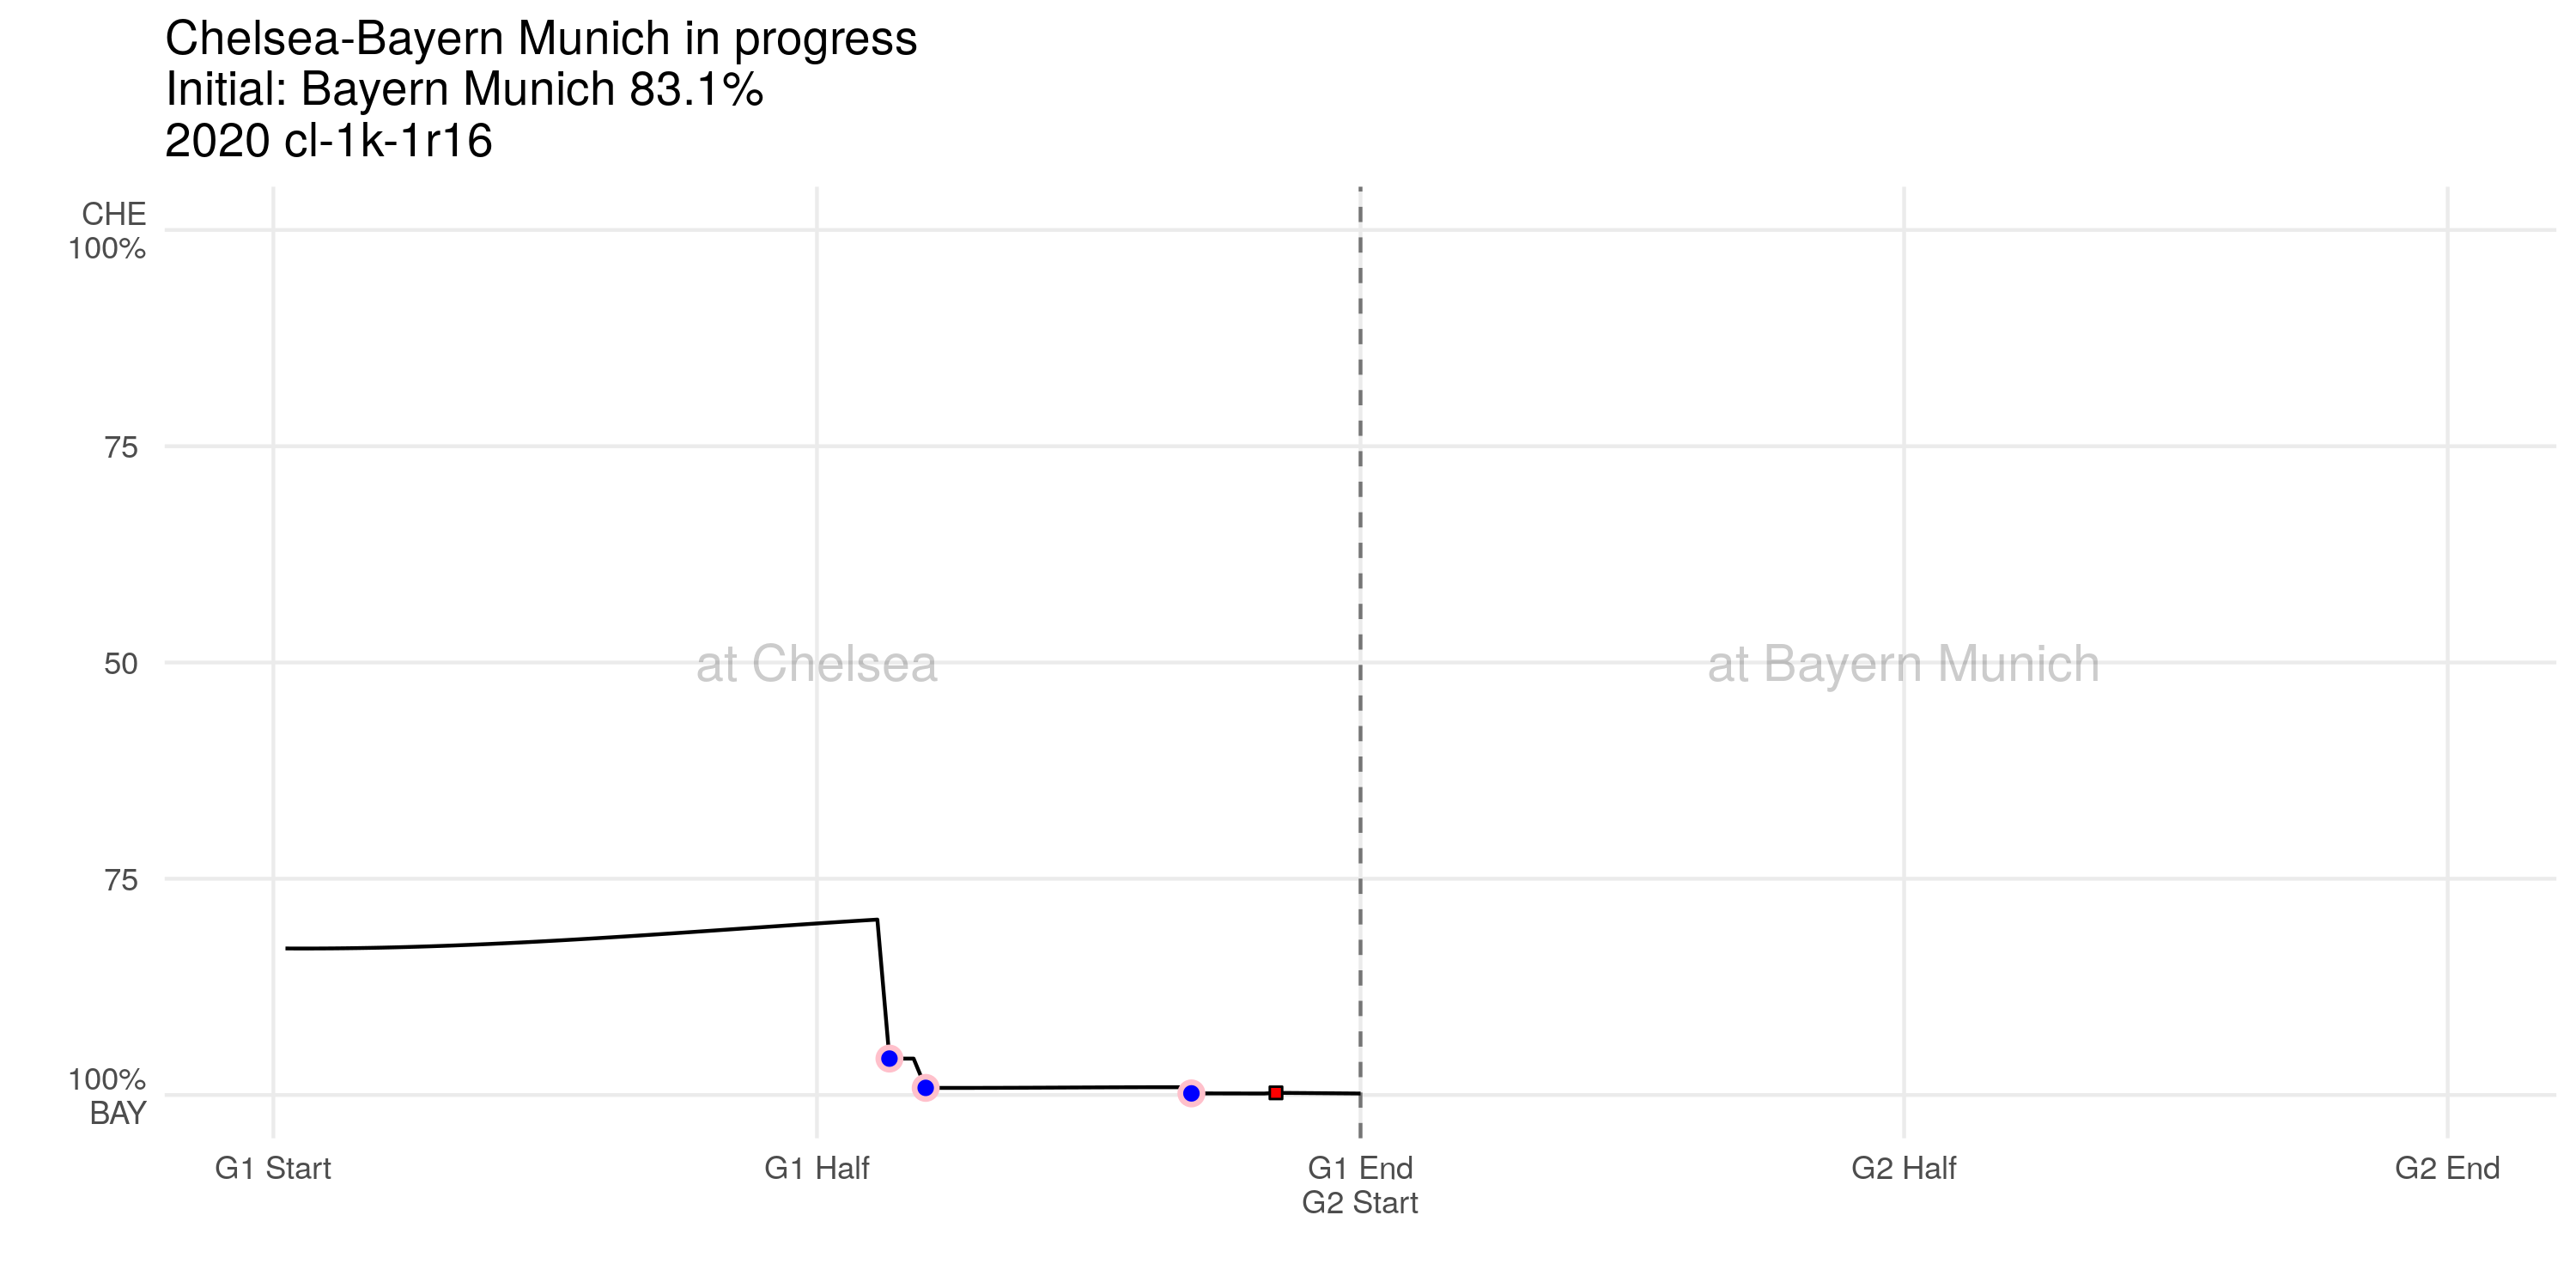 Chelsea-Bayern Munich in progress
Initial: Bayern Munich 83.1%
2020 cl-1k-1r16
CHE
100%
75
50
at Chelsea
at Bayern Munich
75
100%
BAY
G1 Start
G1 Half
G1 End
G2 Start
G2 Half
G2 End